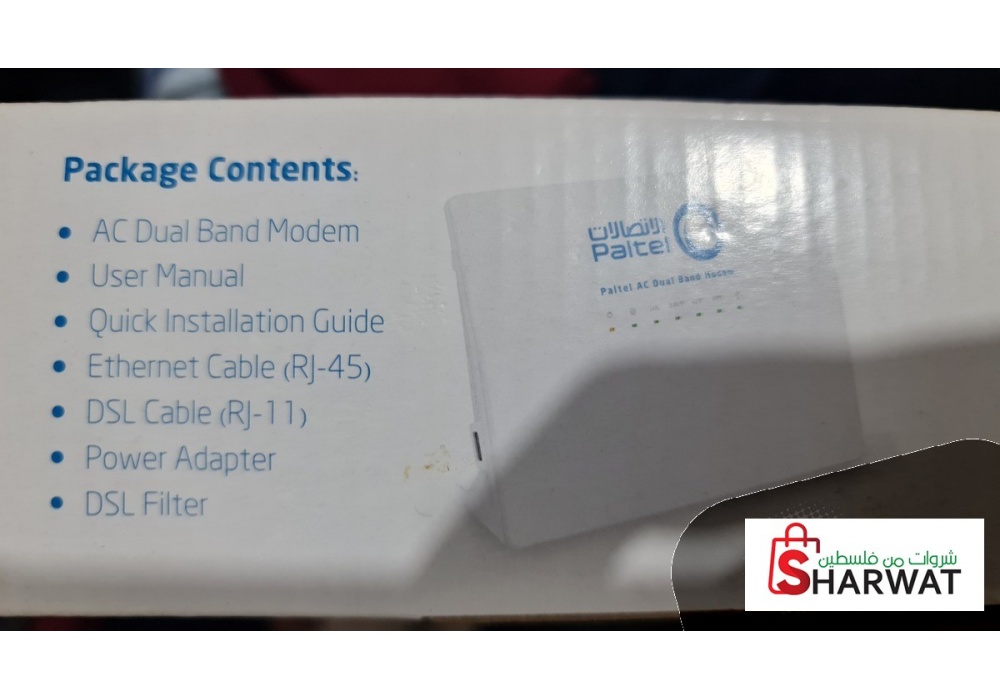 Package Contents:
• AC Dual Band Modem
• User Manual
• Quick Installation Guide
• Ethernet Cable (RJ-45)
• DSL Cable (RJ-11)
• Power Adapter
• DSL Filter
الاتصالات
Paltel
Paltel AC Dual Band Modem
شروات من فلسطين
SHARWAT